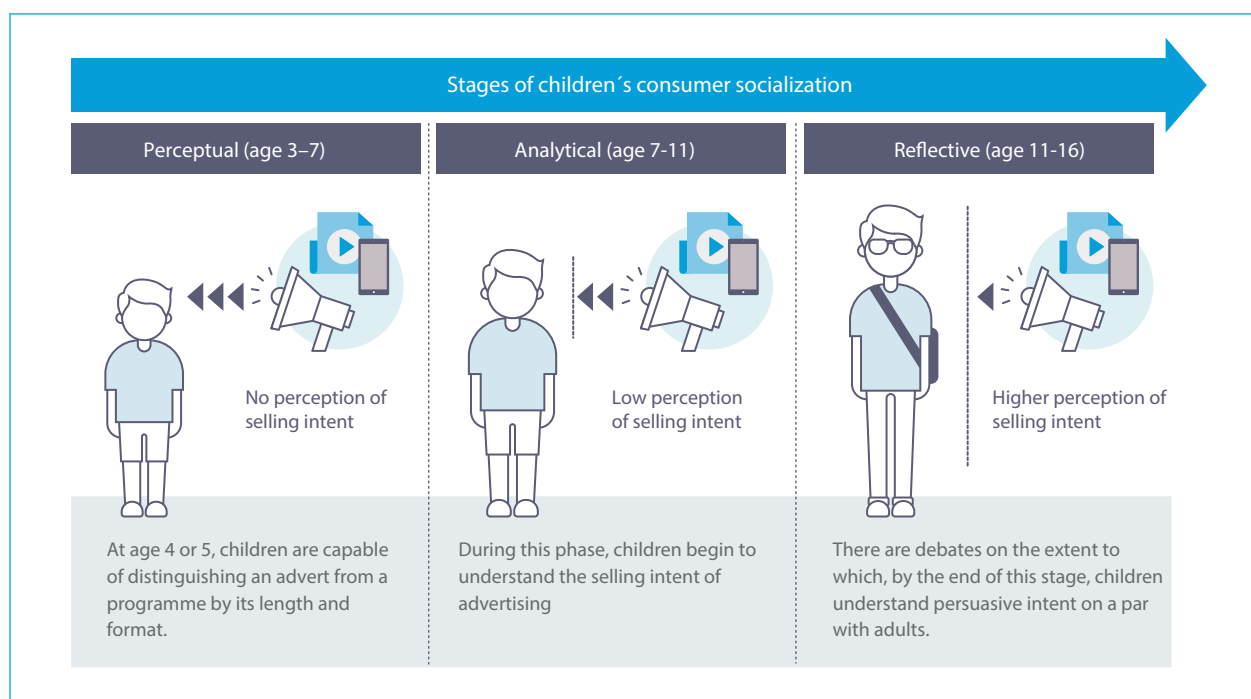 Stages of children´s consumer socialization
Perceptual (age 3–7)
No perception of
selling intent
At age 4 or 5, children are capable
of distinguishing an advert from a
programme by its length and
format.
Analytical (age 7-11)
Low perception
of selling intent
During this phase, children begin to
understand the selling intent of
advertising
Reflective (age 11-16)
Higher perception of
selling intent
There are debates on the extent to
which, by the end of this stage, children
understand persuasive intent on a par
with adults.